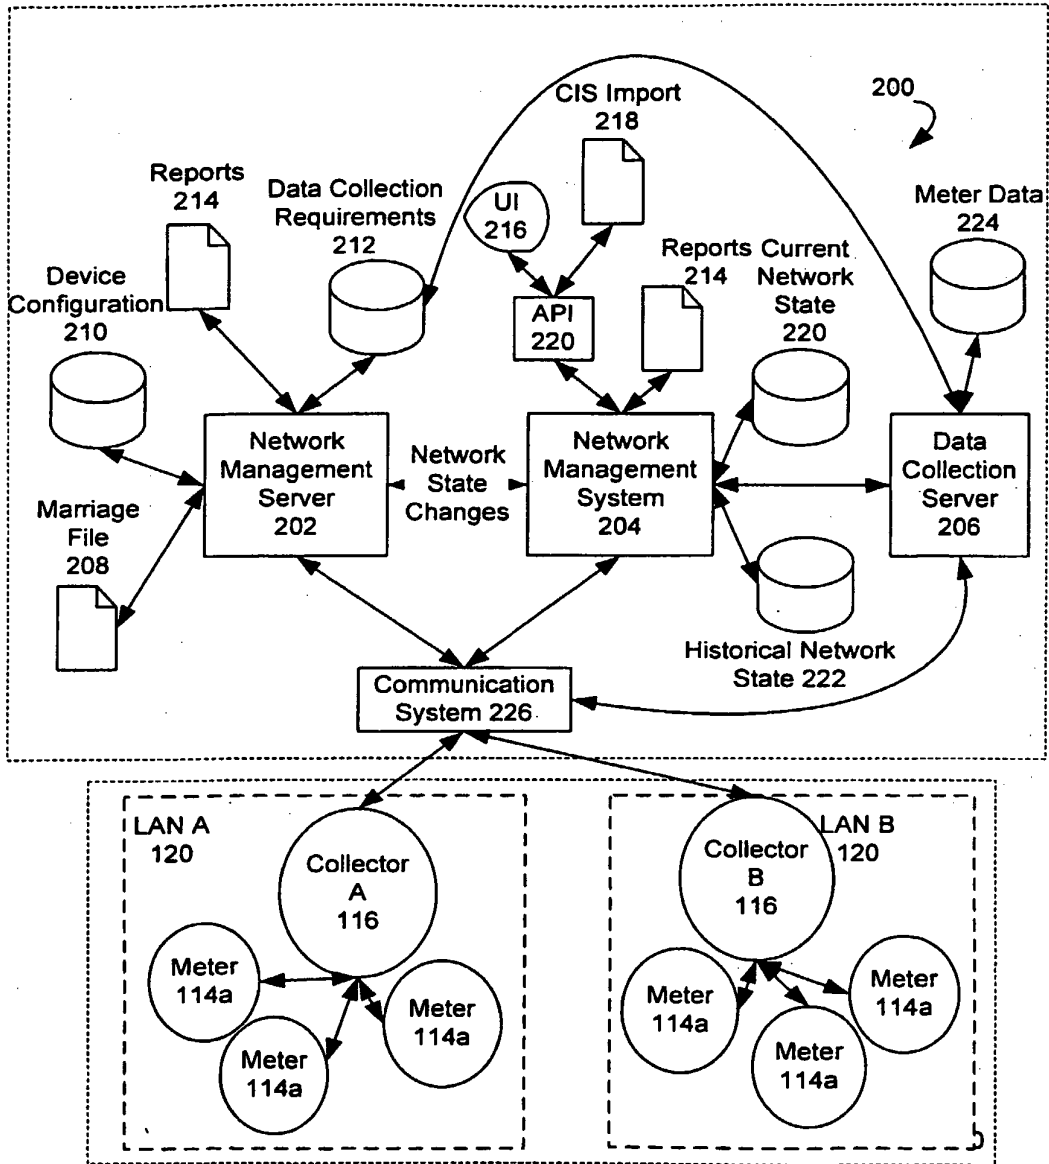 CIS Import
218
200
Reports
214
Data Collection
Requirements
212
UI
216
Meter Data
224
Reports
214
Current
Network
State
220
Device
Configuration
210
API
220
Network
Management
Server
202
Network
State
Changes
Network
Management
System
204
Data
Collection
Server
206
Marriage
File
208
Historical Network
State 222
Communication
System 226
LAN A
120
Collector
A
116
Meter
114a
Meter
114a
Meter
114a
LAN B
120
Collector
B
116
Meter
114a
Meter
114a
Meter
114a